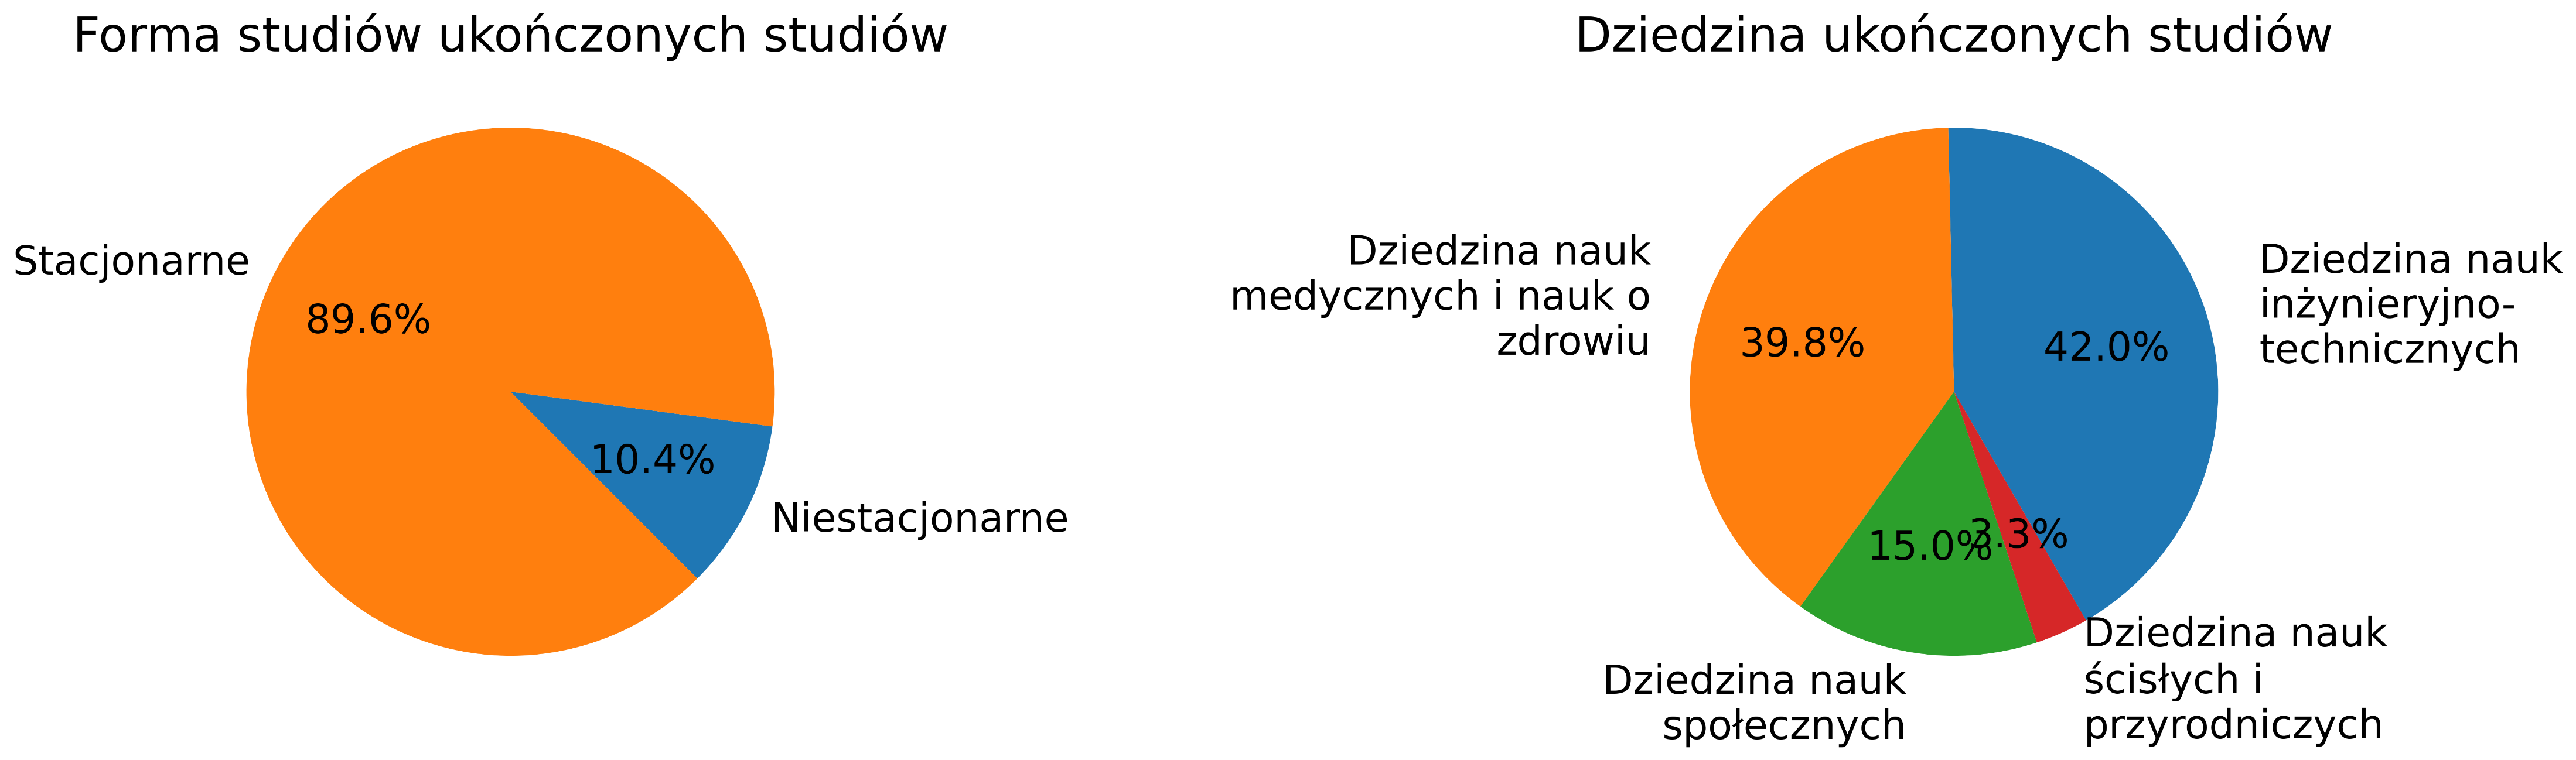 Forma studiów ukończonych studiów
Stacjonarne
89.6%
10.4%
Niestacjonarne
Dziedzina ukończonych studiów
Dziedzina nauk
medycznych i nauk o
zdrowiu
39.8%
42.0%
Dziedzina nauk
inżynieryjno-
technicznych
15.0%
3.3%
Dziedzina nauk
społecznych
Dziedzina nauk
ścisłych i
przyrodniczych